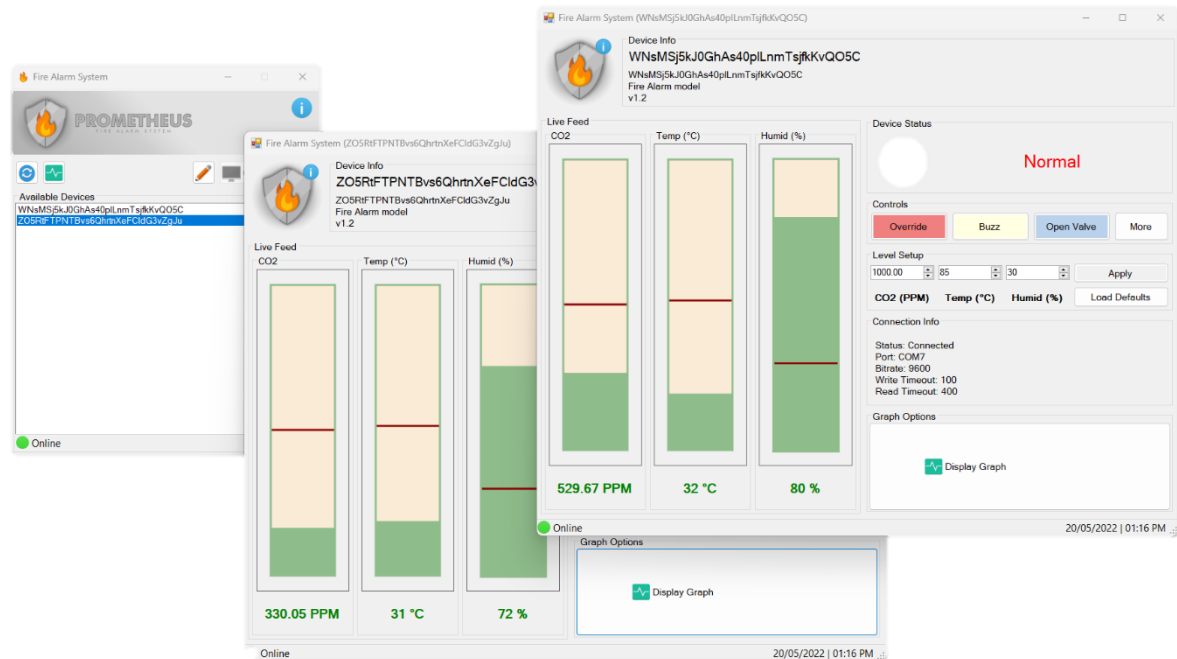 Fire Alarm System
PROMETHEUS
FIRE ALARM SYSTEM
Available Devices
WNsMSj5kJ0GhAs40plLnmTsjfkKvQO5C
ZO5RtFTPNTBvs6QhrtnXeFCldG3vZgJu
Online
Fire Alarm System (ZO5RtFTPNTBvs6QhrtnXeFCldG3vZgJu)
Device Info
ZO5RtFTPNTBvs6QhrtnXeFCldG3v
ZO5RtFTPNTBvs6QhrtnXeFCldG3vZgJu
Fire Alarm model
v1.2
Live Feed
CO2 Temp (°C) Humid (%)
330.05 PPM 31 °C 72 %
Graph Options
Display Graph
Online 20/05/2022 | 01:16 PM
Fire Alarm System (WNsMSj5kJ0GhAs40plLnmTsjfkKvQO5C)
Device Info
WNsMSj5kJ0GhAs40plLnmTsjfkKvQO5C
WNsMSj5kJ0GhAs40plLnmTsjfkKvQO5C
Fire Alarm model
v1.2
Live Feed
CO2 Temp (°C) Humid (%)
529.67 PPM 32 °C 80 %
Device Status
Normal
Controls
Override Buzz Open Valve More
Level Setup
1000.00 85 30 Apply
CO2 (PPM) Temp (°C) Humid (%) Load Defaults
Connection Info
Status: Connected
Port: COM7
Bitrate: 9600
Write Timeout: 100
Read Timeout: 400
Graph Options
Display Graph
Online 20/05/2022 | 01:16 PM